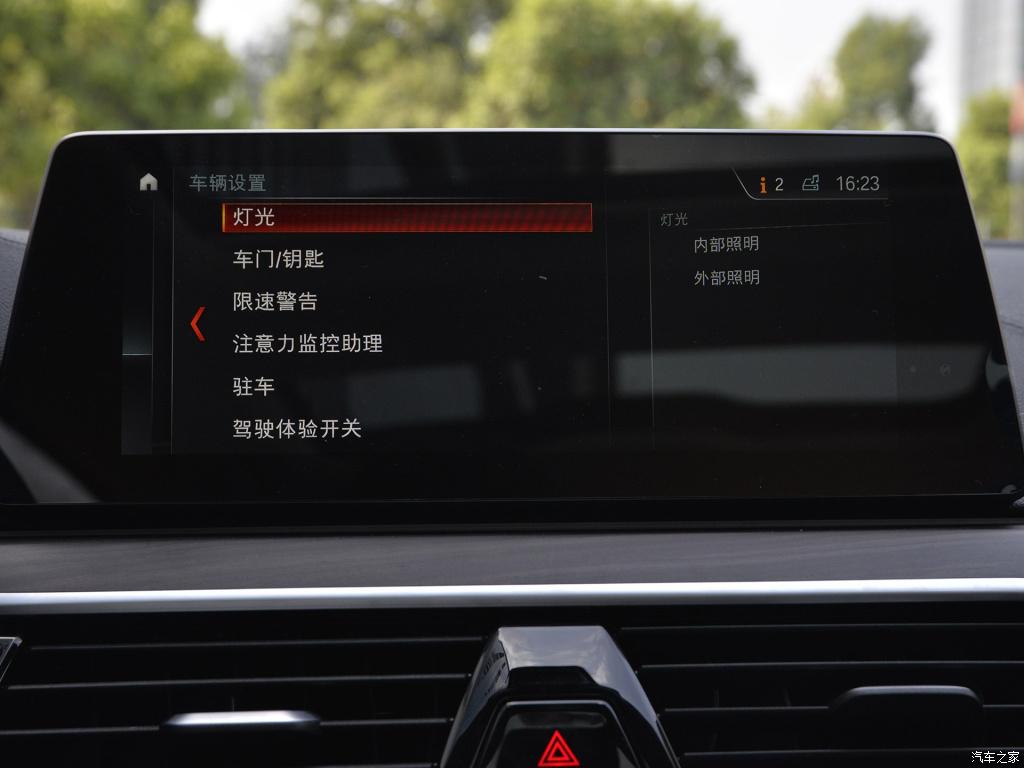 车辆设置
i 2 16:23
灯光
车门/钥匙
限速警告
注意力监控助理
驻车
驾驶体验开关
灯光
内部照明
外部照明
汽车之家